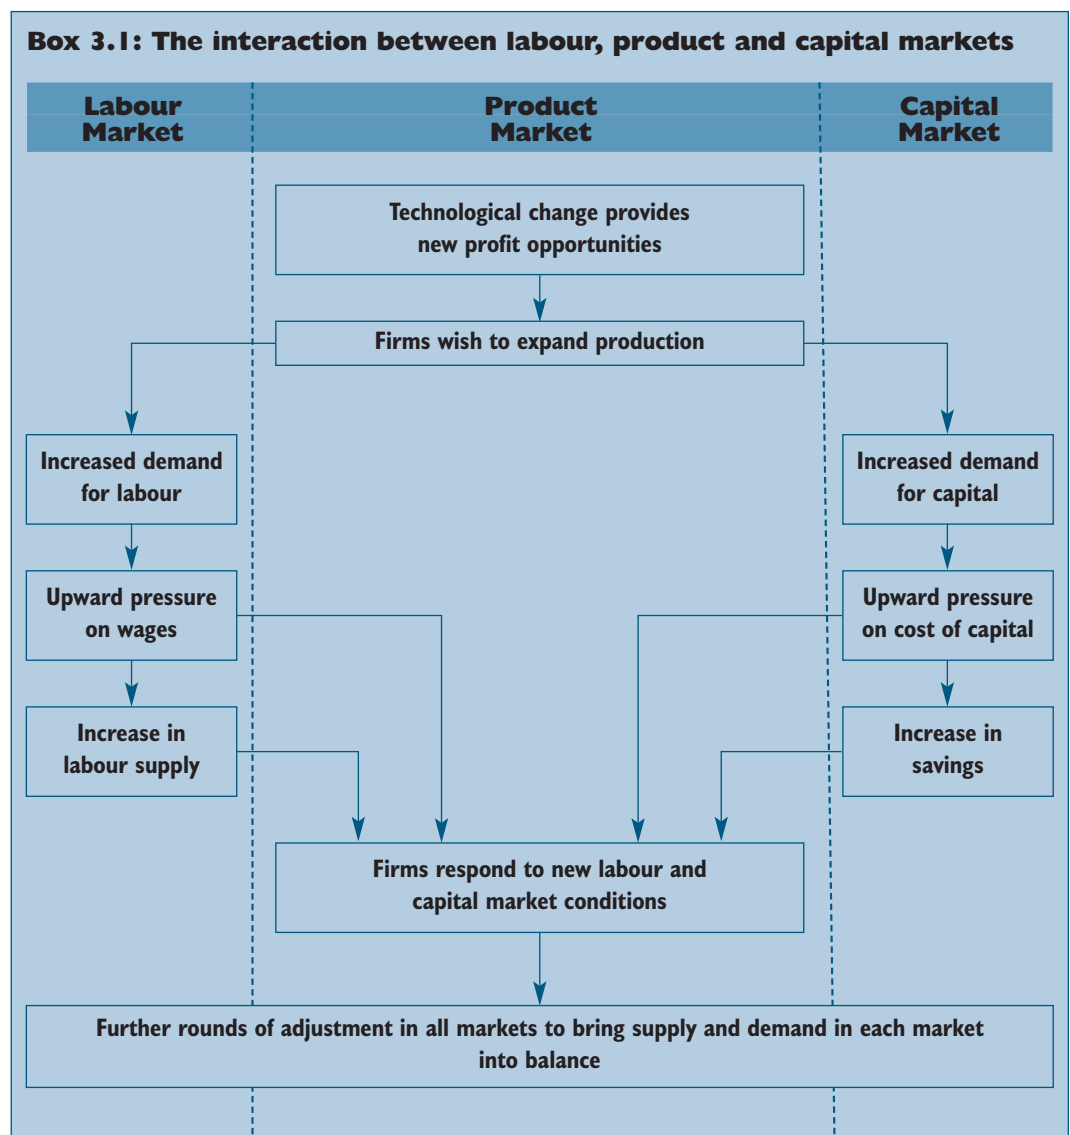 Box 3.1: The interaction between labour, product and capital markets
Labour
Market
Product
Market
Capital
Market
Technological change provides
new profit opportunities
Firms wish to expand production
Increased demand
for labour
Increased demand
for capital
Upward pressure
on wages
Upward pressure
on cost of capital
Increase in
labour supply
Increase in
savings
Firms respond to new labour and
capital market conditions
Further rounds of adjustment in all markets to bring supply and demand in each market
into balance